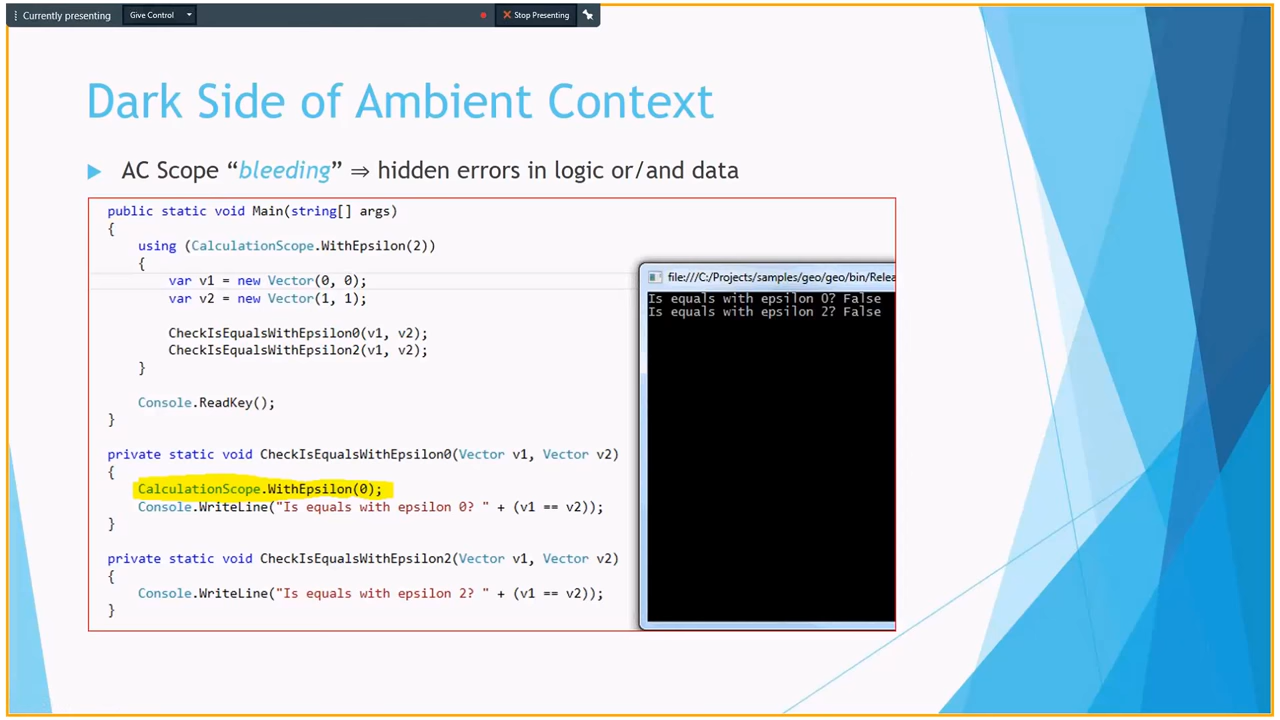 Currently presenting
Give Control
Stop Presenting
Dark Side of Ambient Context
AC Scope “bleeding” ⇒ hidden errors in logic or/and data
public static void Main(string[] args)
{
using (CalculationScope.WithEpsilon(2))
{
var v1 = new Vector(0, 0);
var v2 = new Vector(1, 1);
CheckIsEqualsWithEpsilon0(v1, v2);
CheckIsEqualsWithEpsilon2(v1, v2);
}
Console.ReadKey();
}
private static void CheckIsEqualsWithEpsilon0(Vector v1, Vector v2)
{
CalculationScope.WithEpsilon(0);
Console.WriteLine("Is equals with epsilon 0? " + (v1 == v2));
}
private static void CheckIsEqualsWithEpsilon2(Vector v1, Vector v2)
{
Console.WriteLine("Is equals with epsilon 2? " + (v1 == v2));
}
file:///C:/Projects/samples/geo/geo/bin/Relea
Is equals with epsilon 0? False
Is equals with epsilon 2? False